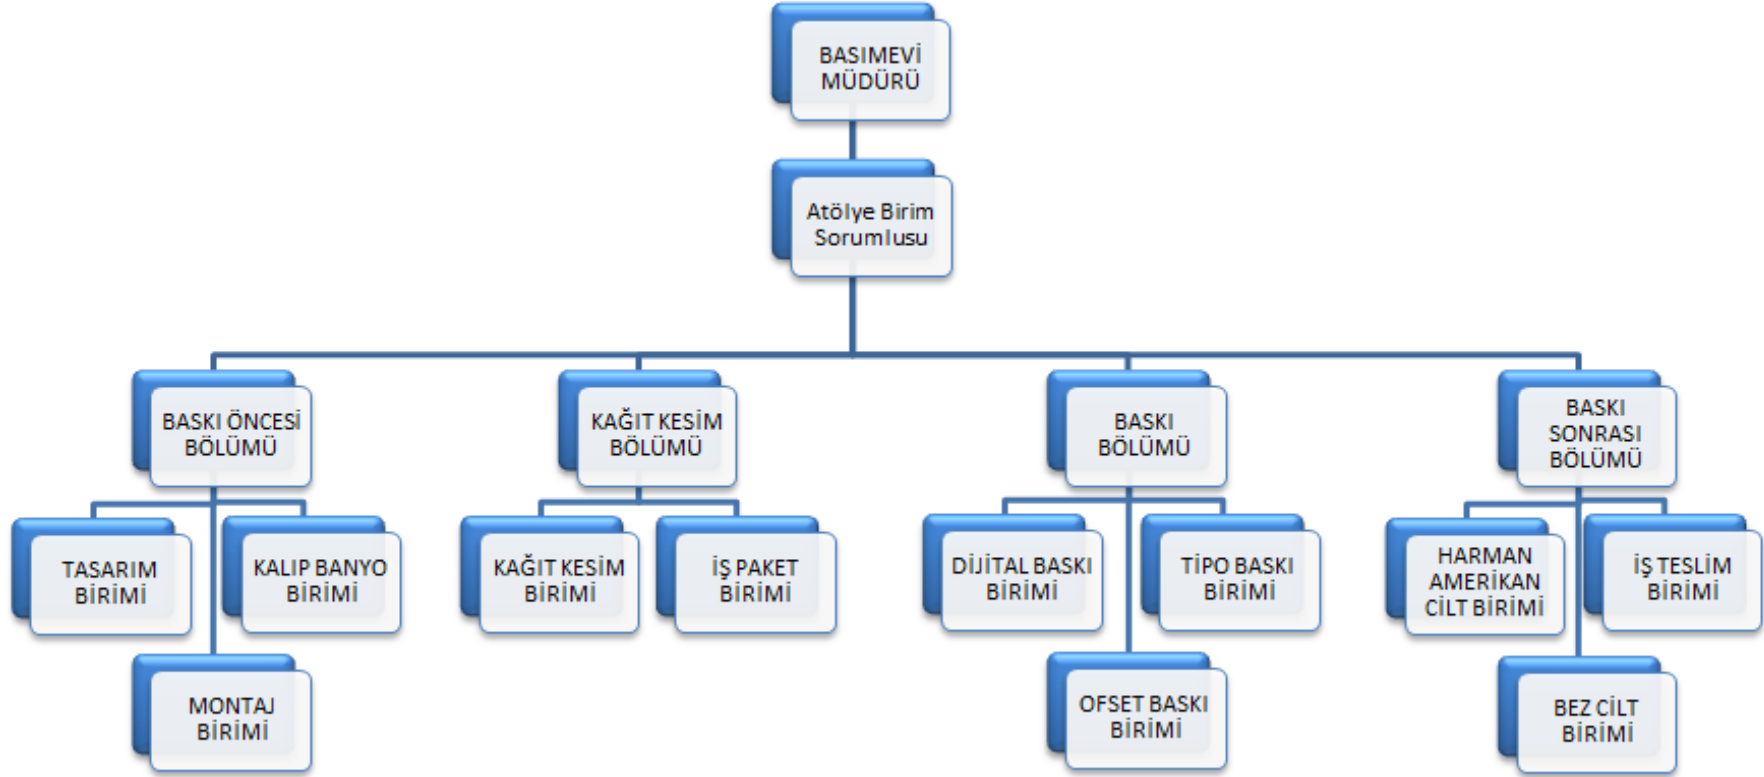 BASIMEVİ
MÜDÜRÜ
Atölye Birim
Sorumlusu
BASKI ÖNCESİ
BÖLÜMÜ
KAĞIT KESİM
BÖLÜMÜ
BASKI
BÖLÜMÜ
BASKI
SONRASI
BÖLÜMÜ
TASARIM
BİRİMİ
KALIP BANYO
BİRİMİ
KAĞIT KESİM
BİRİMİ
İŞ PAKET
BİRİMİ
DİJİTAL BASKI
BİRİMİ
TİPO BASKI
BİRİMİ
HARMAN
AMERİKAN
CİLT BİRİMİ
İŞ TESLİM
BİRİMİ
MONTAJ
BİRİMİ
OFSET BASKI
BİRİMİ
BEZ CİLT
BİRİMİ